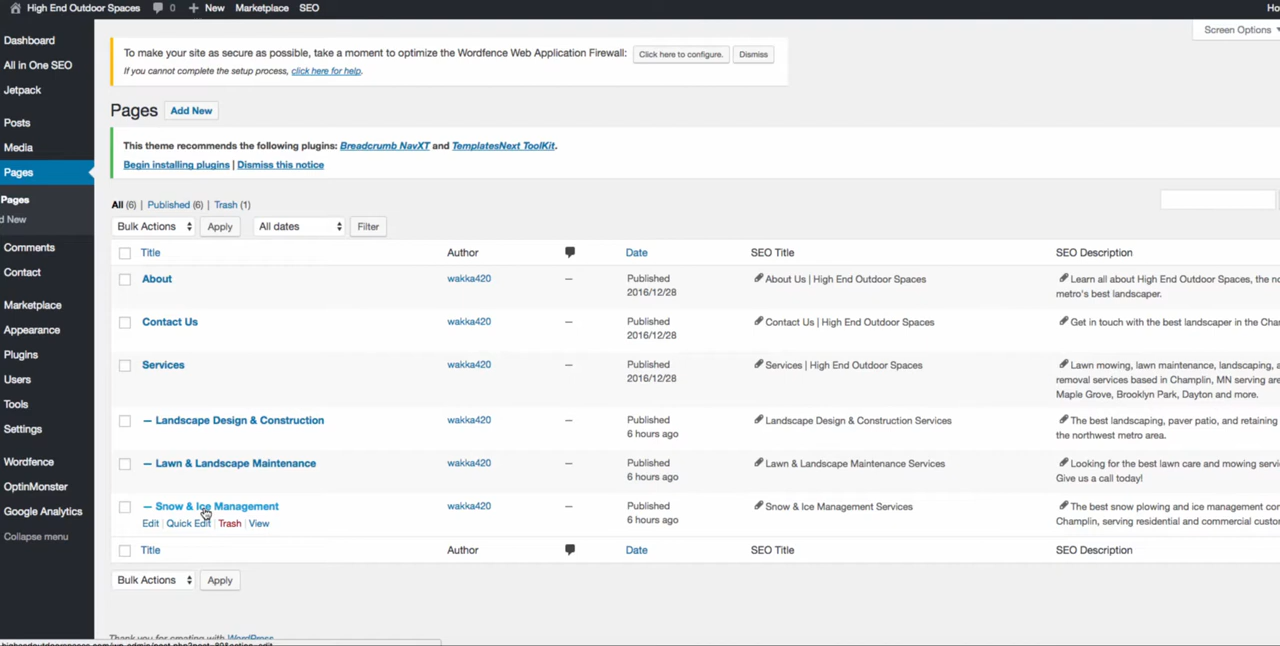 High End Outdoor Spaces 0 New Marketplace SEO
Screen Options
Dashboard
All in One SEO
Jetpack
Posts
Media
Pages
Pages
d New
Comments
Contact
Marketplace
Appearance
Plugins
Users
Tools
Settings
Wordfence
OptinMonster
Google Analytics
Collapse menu
To make your site as secure as possible, take a moment to optimize the Wordfence Web Application Firewall: Click here to configure. Dismiss
If you cannot complete the setup process, click here for help.
Pages Add New
This theme recommends the following plugins: Breadcrumb NavXT and TemplatesNext ToolKit.
Begin installing plugins | Dismiss this notice
All (6) | Published (6) | Trash (1)
Bulk Actions Apply All dates Filter
Title Author Date SEO Title SEO Description
About wakka420 — Published About Us | High End Outdoor Spaces Learn all about High End Outdoor Spaces, the no
2016/12/28 metro's best landscaper.
Contact Us wakka420 — Published Contact Us | High End Outdoor Spaces Get in touch with the best landscaper in the Cha
2016/12/28
Services wakka420 — Published Services | High End Outdoor Spaces Lawn mowing, lawn maintenance, landscaping, a
2016/12/28 removal services based in Champlin, MN serving are
Maple Grove, Brooklyn Park, Dayton and more.
— Landscape Design & Construction wakka420 — Published Landscape Design & Construction Services The best landscaping, paver patio, and retaining
6 hours ago the northwest metro area.
— Lawn & Landscape Maintenance wakka420 — Published Lawn & Landscape Maintenance Services Looking for the best lawn care and mowing servic
6 hours ago Give us a call today!
— Snow & Ice Management wakka420 — Published Snow & Ice Management Services The best snow plowing and ice management con
Edit | Quick Edit | Trash | View 6 hours ago Champlin, serving residential and commercial custo
Title Author Date SEO Title SEO Description
Bulk Actions Apply
Thank you for creating with WordPress